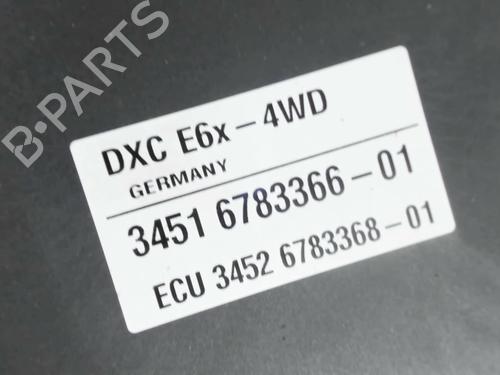 B-PARTS
DXC E6x-4WD
GERMANY
3451 6783366-01
ECU 3452 6783368-01